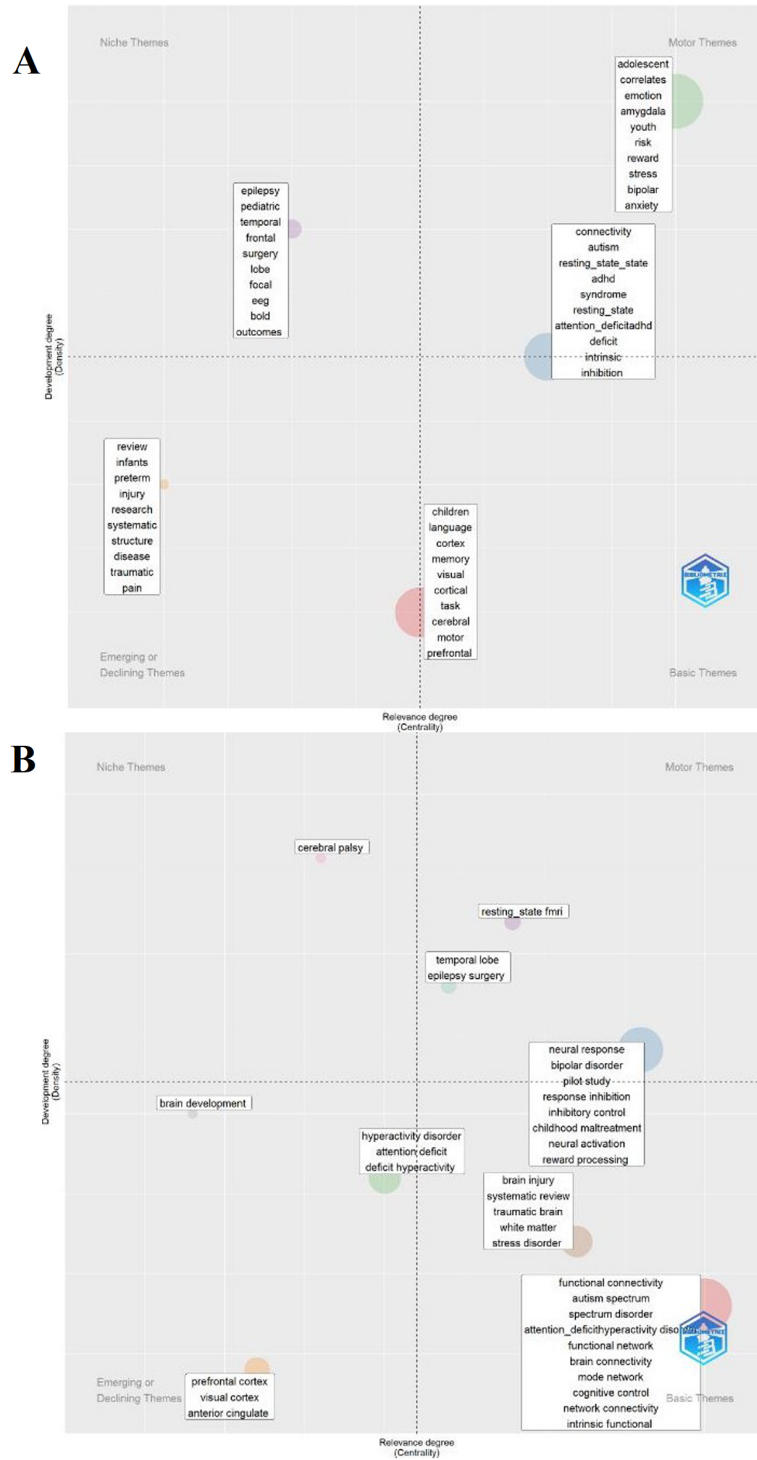 A
Niche Themes
Motor Themes
adolescent
correlates
emotion
amygdala
youth
risk
reward
stress
bipolar
anxiety
epilepsy
pediatric
temporal
frontal
surgery
lobe
focal
eeg
bold
outcomes
connectivity
autism
resting_state_state
adhd
syndrome
resting_state
attention_deficitadhd
deficit
intrinsic
inhibition
Development degree
(Density)
review
infants
preterm
injury
research
systematic
structure
disease
traumatic
pain
children
language
cortex
memory
visual
cortical
task
cerebral
motor
prefrontal
BIBLIOMETRIX
Emerging or
Declining Themes
Basic Themes
Relevance degree
(Centrality)
B
Niche Themes
Motor Themes
cerebral palsy
resting_state fmri
temporal lobe
epilepsy surgery
neural response
bipolar disorder
pilot study
response inhibition
inhibitory control
childhood maltreatment
neural activation
reward processing
Development degree
(Density)
brain development
hyperactivity disorder
attention deficit
deficit hyperactivity
brain injury
systematic review
traumatic brain
white matter
stress disorder
functional connectivity
autism spectrum
spectrum disorder
attention_deficithyperactivity
functional network
brain connectivity
mode network
cognitive control
network connectivity
intrinsic functional
prefrontal cortex
visual cortex
anterior cingulate
Emerging or
Declining Themes
Basic Themes
Relevance degree
(Centrality)